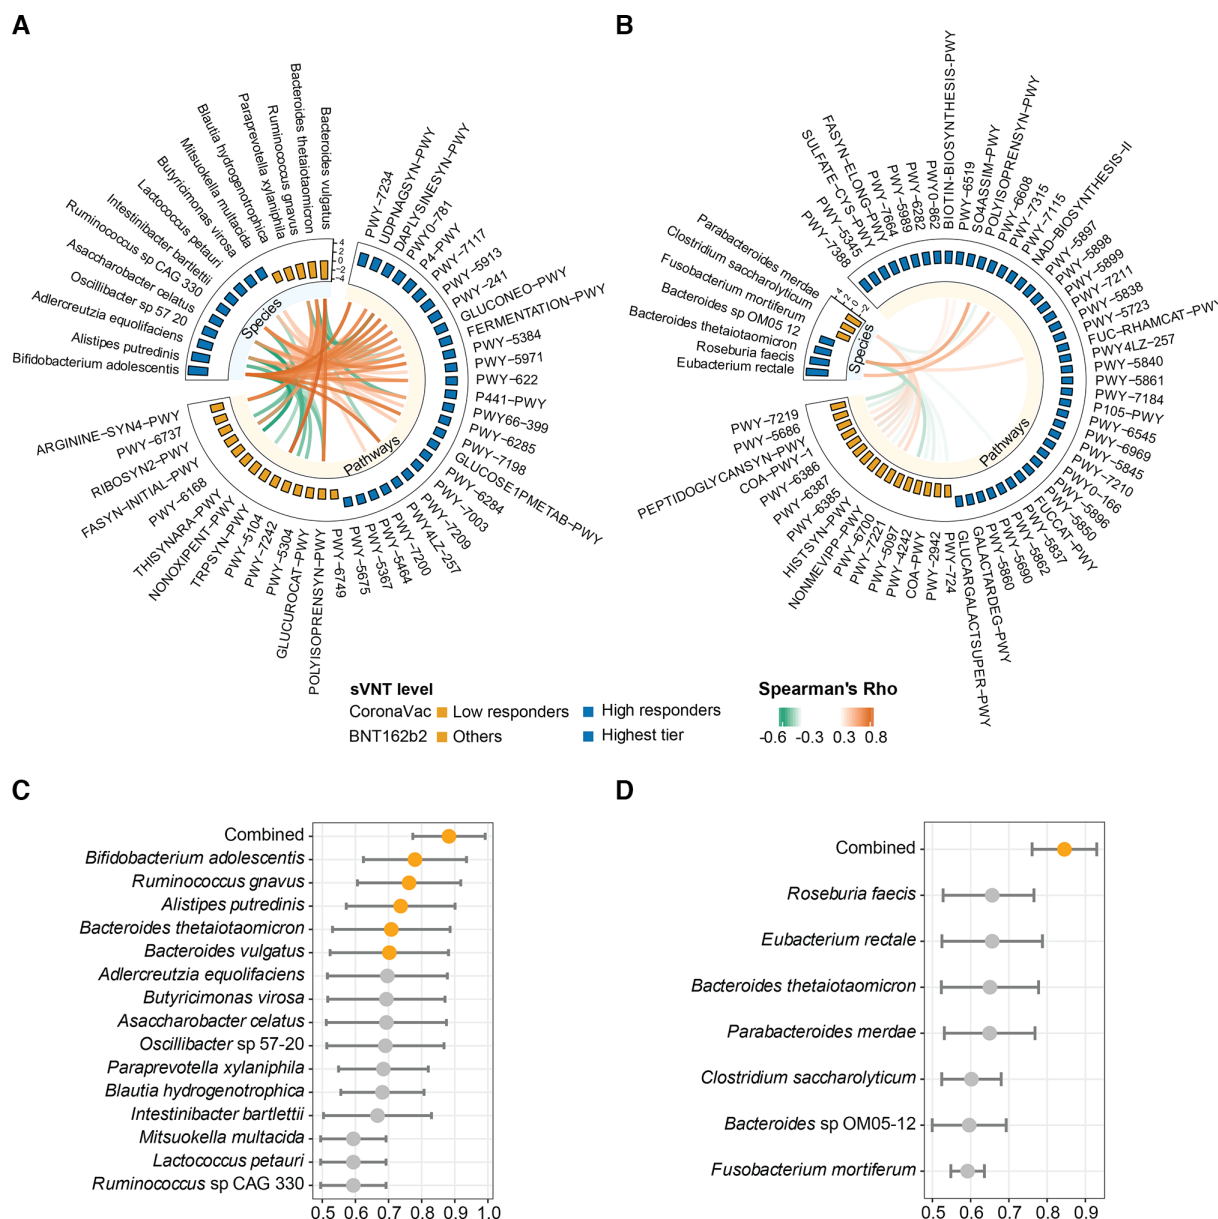 A
Bacteroides vulgatus
Bacteroides thetaiotaomicron
Ruminococcus gnavus
Paraprevotella xylaniphila
Blautia hydrogenotrophica
Mitsuokella multacida
Butyricimonas virosa
Lactococcus petauri
Intestinibacter bartlettii
Ruminococcus sp CAG 330
Asaccharobacter celatus
Oscillibacter sp 57 20
Adlercreutzia equolifaciens
Alistipes putredinis
Bifidobacterium adolescentis
4
2
0
−2
−4
PWY−7234
UDPNAGSYN−PWY
DAPLYSINESYN−PWY
PWY0−781
P4−PWY
PWY−7117
PWY−5913
PWY−241
GLUCONEO−PWY
FERMENTATION−PWY
PWY−5384
PWY−5971
PWY−622
P441−PWY
PWY66−399
PWY−6285
PWY−7198
GLUCOSE1PMETAB−PWY
PWY−6284
PWY−7003
PWY−7209
PWY4LZ−257
PWY−7200
PWY−5464
PWY−5367
PWY−5675
PWY−6749
POLYISOPRENSYN−PWY
GLUCUROCAT−PWY
PWY−5304
PWY−7242
PWY−5104
TRPSYN−PWY
NONOXIPENT−PWY
THISYNARA−PWY
PWY−6168
FASYN−INITIAL−PWY
RIBOSYN2−PWY
PWY−6737
ARGININE−SYN4−PWY
Species
Pathways
B
Parabacteroides merdae
Clostridium saccharolyticum
Fusobacterium mortiferum
Bacteroides sp OM05 12
Bacteroides thetaiotaomicron
Roseburia faecis
Eubacterium rectale
4
2
0
−2
PWY−7388
PWY−5345
SULFATE−CYS−PWY
FASYN−ELONG−PWY
PWY−7664
PWY−5989
PWY−6282
PWY0−862
BIOTIN−BIOSYNTHESIS−PWY
PWY−6519
SO4ASSIM−PWY
POLYISOPRENSYN−PWY
PWY−6608
PWY−7315
PWY−7115
NAD−BIOSYNTHESIS−II
PWY−5897
PWY−5898
PWY−5899
PWY−7211
PWY−5838
PWY−5723
FUC−RHAMCAT−PWY
PWY4LZ−257
PWY−5840
PWY−5861
PWY−7184
P105−PWY
PWY−6545
PWY−6969
PWY−5845
PWY−7210
PWY0−166
PWY−5896
PWY−5850
FUCCAT−PWY
PWY−5837
PWY−5862
PWY−5690
PWY−5860
GALACTARDEG−PWY
GLUCARGALACTSUPER−PWY
PWY−724
PWY−2942
COA−PWY
PWY−4242
PWY−5097
PWY−7221
PWY−6700
NONMEVIPP−PWY
HISTSYN−PWY
PWY−6385
PWY−6387
PWY−6386
COA−PWY−1
PEPTIDOGLYCANSYN−PWY
PWY−5686
PWY−7219
Species
Pathways
sVNT level
CoronaVac Low responders High responders
BNT162b2 Others Highest tier
Spearman's Rho
-0.6 -0.3 0.3 0.8
C
Combined
Bifidobacterium adolescentis
Ruminococcus gnavus
Alistipes putredinis
Bacteroides thetaiotaomicron
Bacteroides vulgatus
Adlercreutzia equolifaciens
Butyricimonas virosa
Asaccharobacter celatus
Oscillibacter sp 57-20
Paraprevotella xylaniphila
Blautia hydrogenotrophica
Intestinibacter bartlettii
Mitsuokella multacida
Lactococcus petauri
Ruminococcus sp CAG 330
0.5 0.6 0.7 0.8 0.9 1.0
D
Combined
Roseburia faecis
Eubacterium rectale
Bacteroides thetaiotaomicron
Parabacteroides merdae
Clostridium saccharolyticum
Bacteroides sp OM05-12
Fusobacterium mortiferum
0.5 0.6 0.7 0.8 0.9